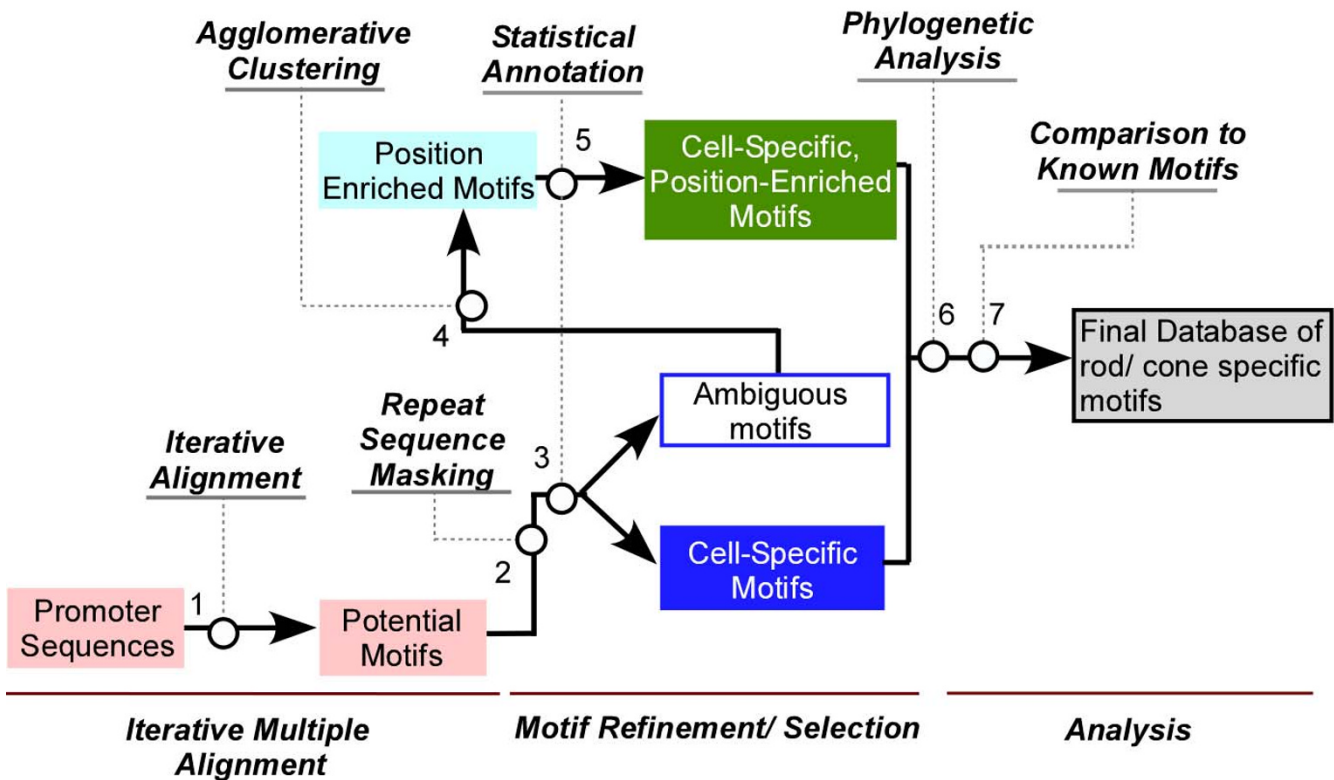 Agglomerative
Clustering
Statistical
Annotation
Phylogenetic
Analysis
Comparison to
Known Motifs
Position
Enriched Motifs
5
Cell-Specific,
Position-Enriched
Motifs
4
6
7
Final Database of
rod/ cone specific
motifs
Ambiguous
motifs
Repeat
Sequence
Masking
3
Iterative
Alignment
2
Cell-Specific
Motifs
Promoter
Sequences
1
Potential
Motifs
Iterative Multiple
Alignment
Motif Refinement/ Selection
Analysis